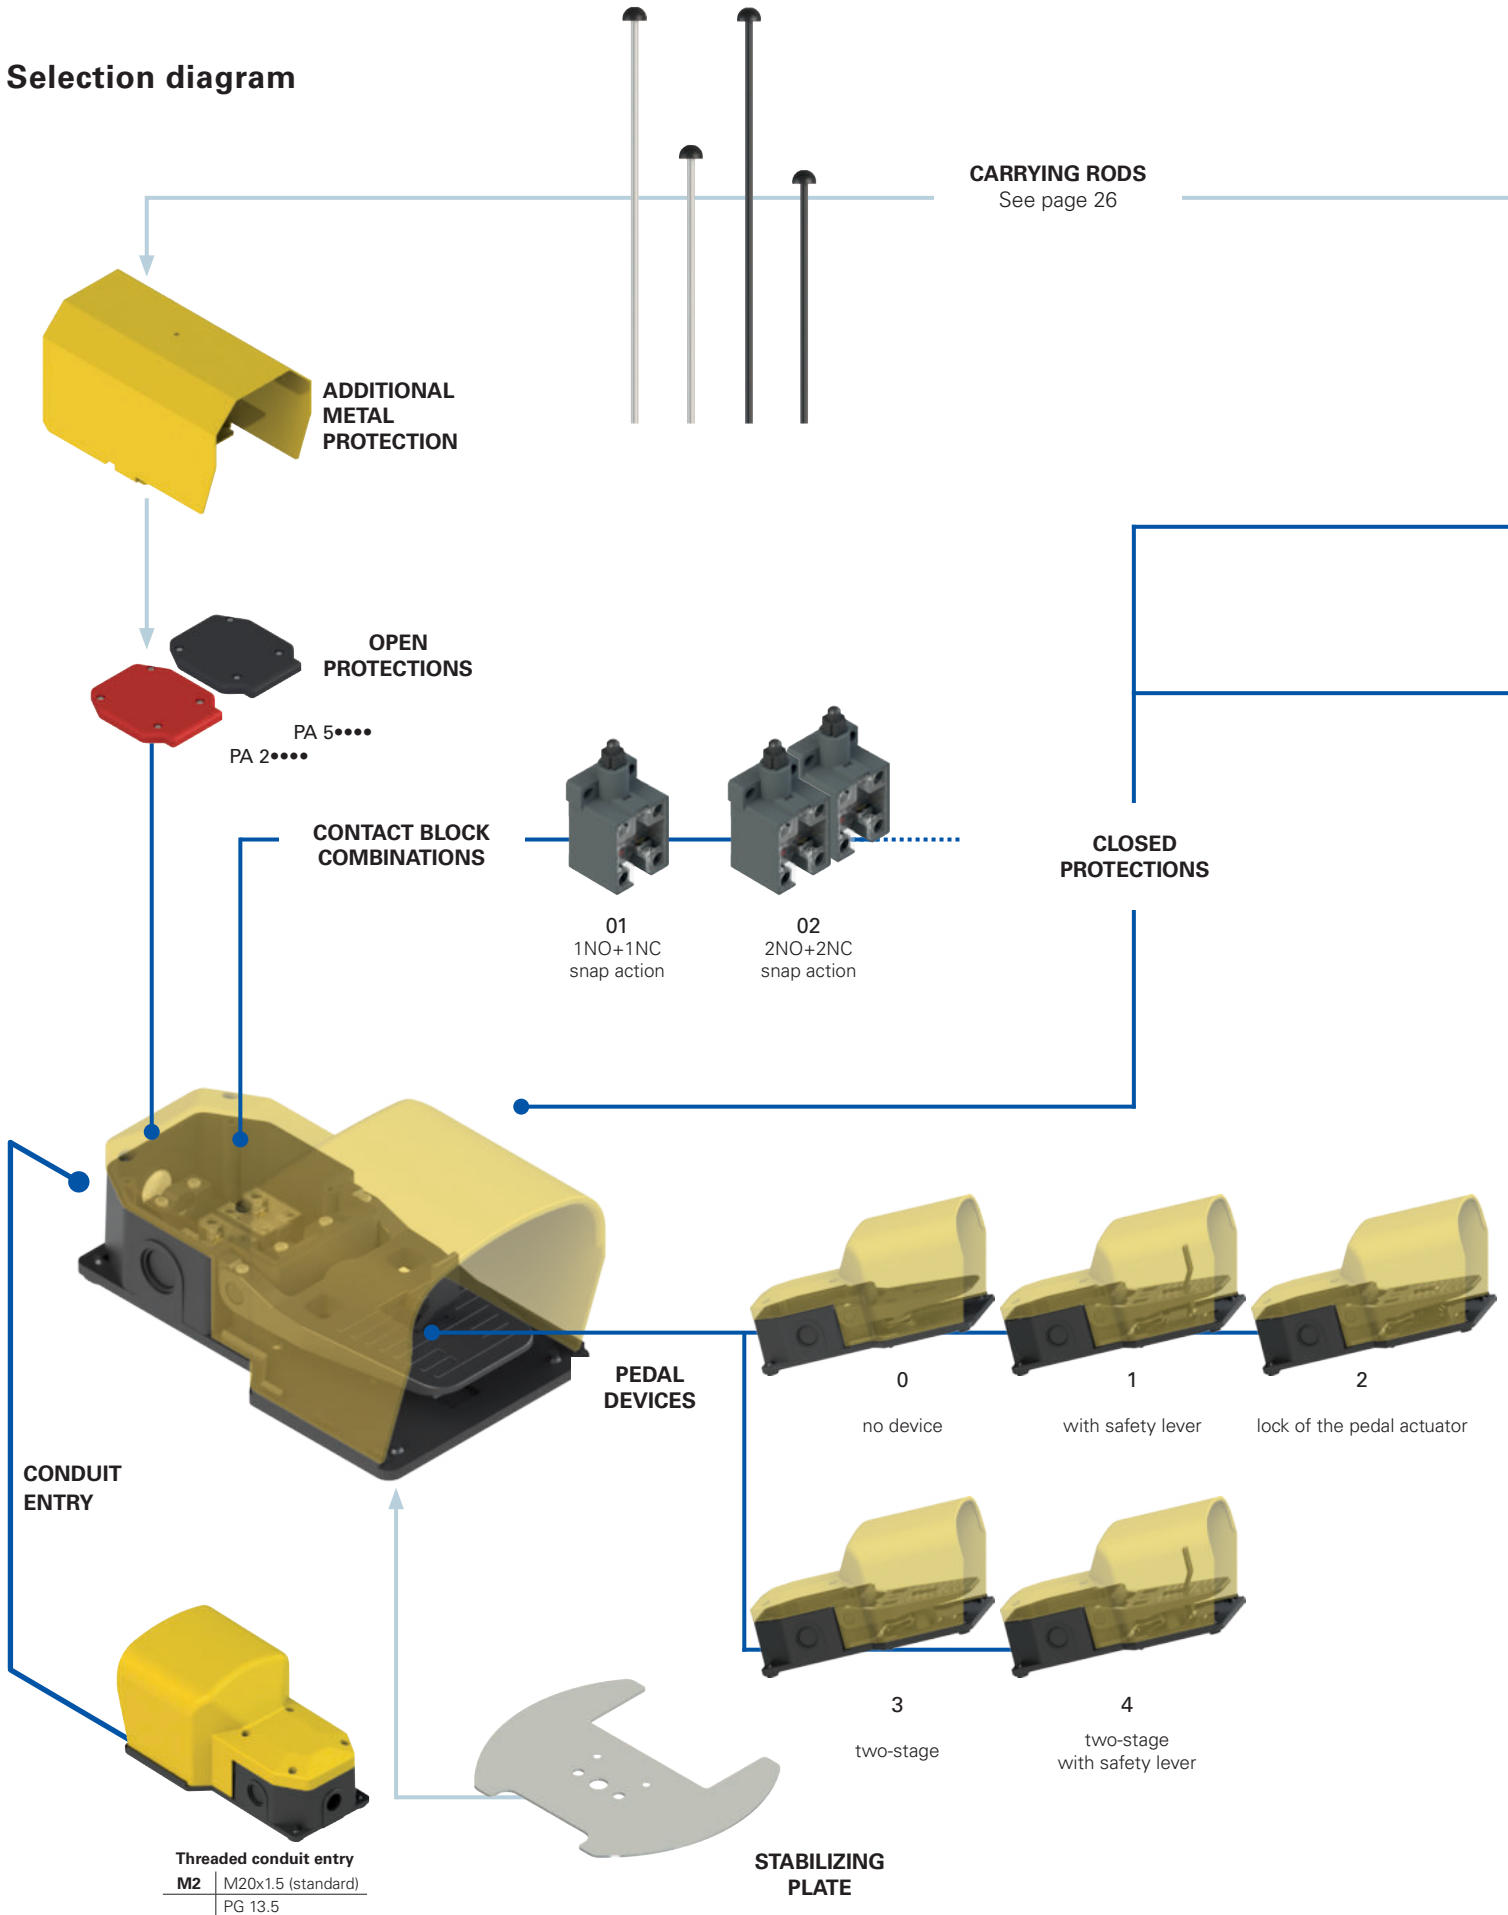 Selection diagram
CARRYING RODS
See page 26
ADDITIONAL
METAL
PROTECTION
OPEN
PROTECTIONS
PA 5••••
PA 2••••
CONTACT BLOCK
COMBINATIONS
CLOSED
PROTECTIONS
01
1NO+1NC
snap action
02
2NO+2NC
snap action
PEDAL
DEVICES
0
no device
1
with safety lever
2
lock of the pedal actuator
CONDUIT
ENTRY
3
two-stage
4
two-stage
with safety lever
Threaded conduit entry
M2 M20x1.5 (standard)
PG 13.5
STABILIZING
PLATE